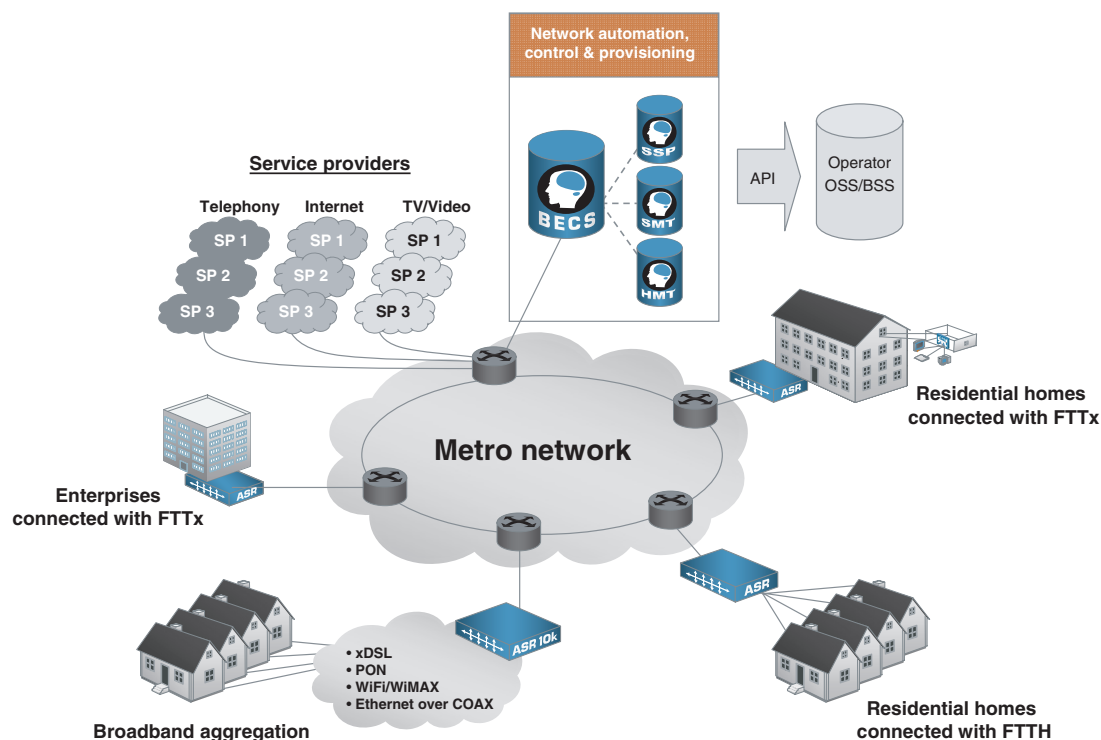 Network automation,
control & provisioning
BECS
SSP
SMT
HMT
API
Operator
OSS/BSS
Service providers
Telephony
Internet
TV/Video
SP 1
SP 1
SP 1
SP 2
SP 2
SP 2
SP 3
SP 3
SP 3
ASR
Residential homes
connected with FTTx
Metro network
ASR
Enterprises
connected with FTTx
ASR
ASR 10k
• xDSL
• PON
• WiFi/WiMAX
• Ethernet over COAX
Broadband aggregation
Residential homes
connected with FTTH